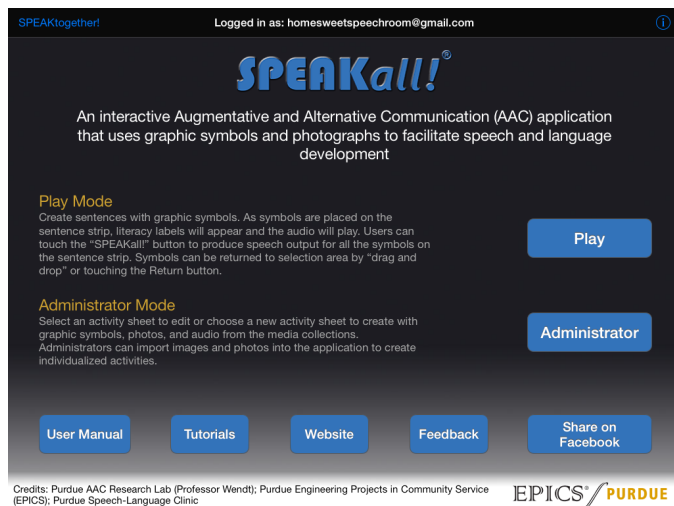 SPEAKtogether!
Logged in as: homesweetspeechroom@gmail.com
i
SPEAKall!®
An interactive Augmentative and Alternative Communication (AAC) application
that uses graphic symbols and photographs to facilitate speech and language
development
Play Mode
Create sentences with graphic symbols. As symbols are placed on the
sentence strip, literacy labels will appear and the audio will play. Users can
touch the “SPEAKall!” button to produce speech output for all the symbols on
the sentence strip. Symbols can be returned to selection area by “drag and
drop” or touching the Return button.
Play
Administrator Mode
Select an activity sheet to edit or choose a new activity sheet to create with
graphic symbols, photos, and audio from the media collections.
Administrators can import images and photos into the application to create
individualized activities.
Administrator
User Manual
Tutorials
Website
Feedback
Share on
Facebook
Credits: Purdue AAC Research Lab (Professor Wendt); Purdue Engineering Projects in Community Service
(EPICS); Purdue Speech-Language Clinic
EPICS® PURDUE